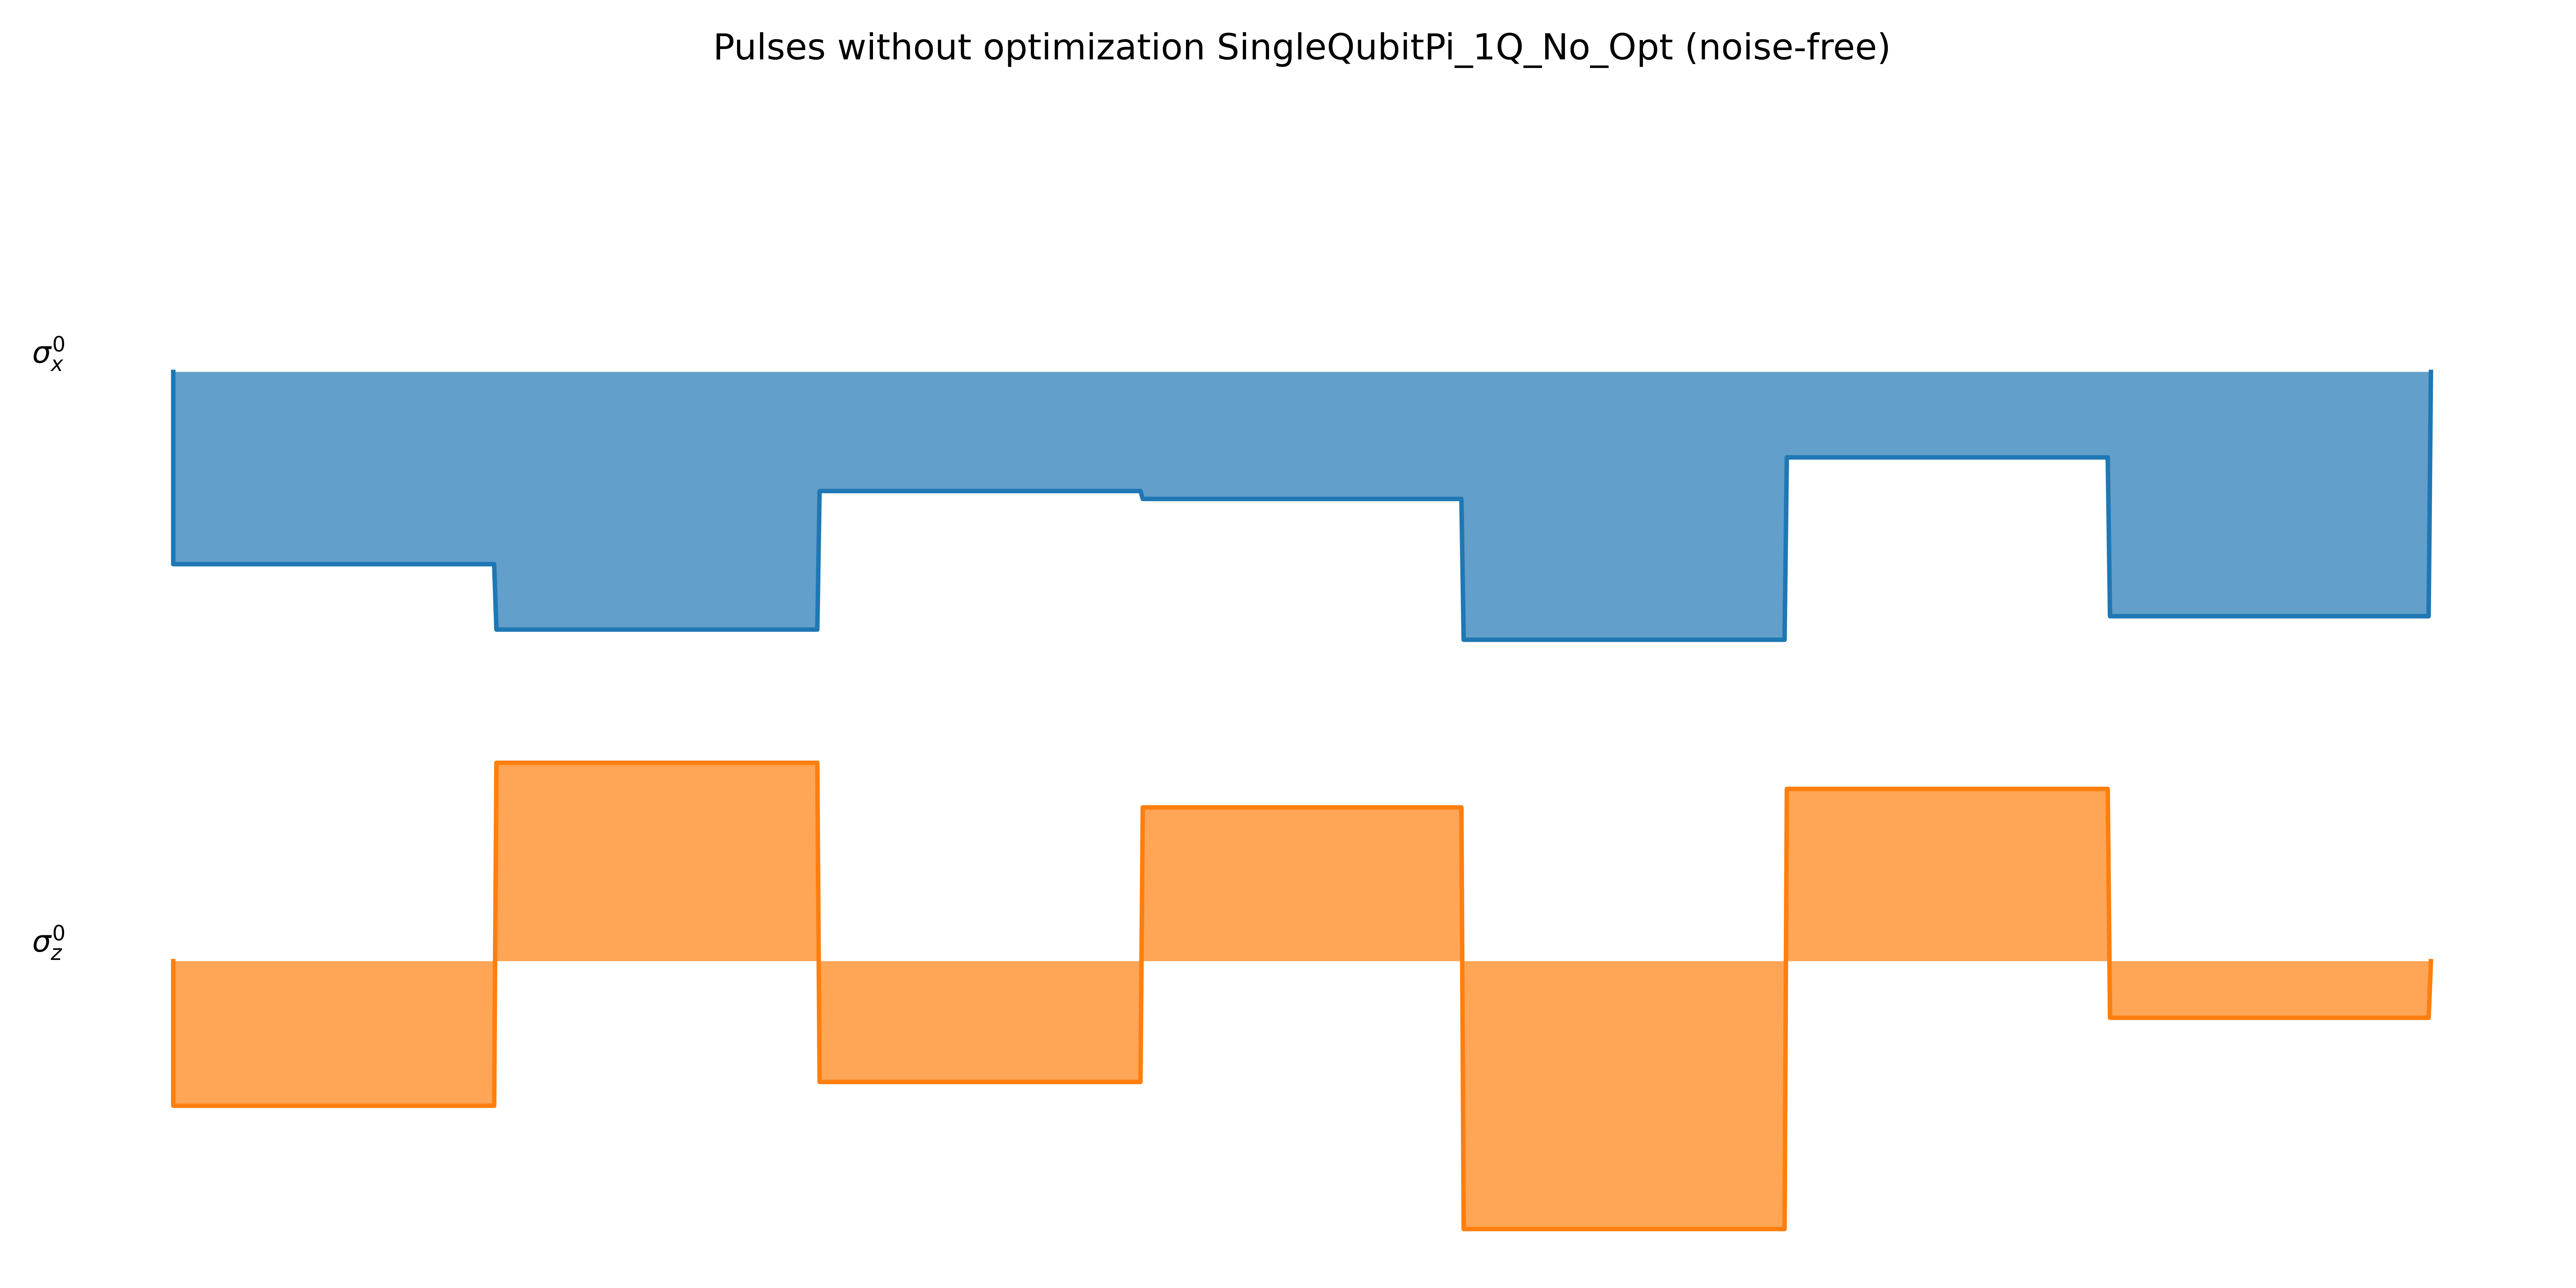 Pulses without optimization SingleQubitPi_1Q_No_Opt (noise-free)
σ_x^0
σ_z^0